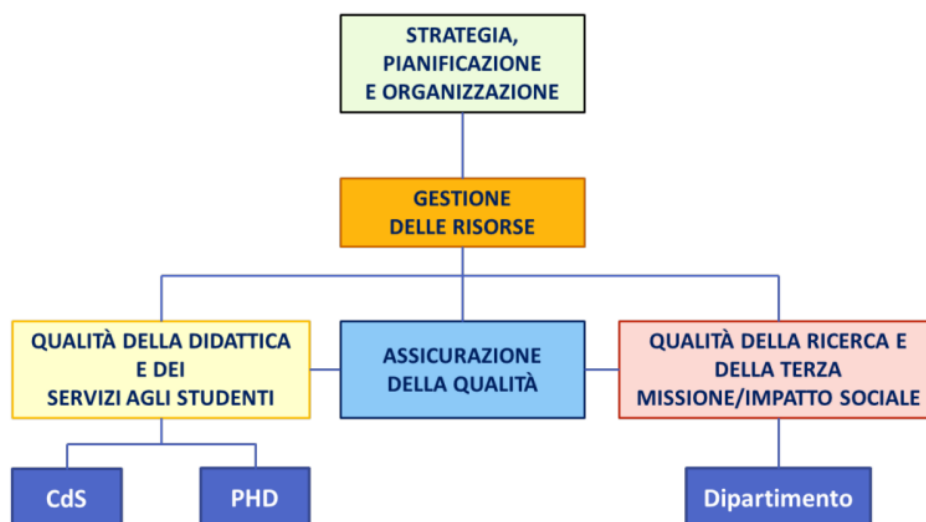 STRATEGIA,
PIANIFICAZIONE
E ORGANIZZAZIONE
GESTIONE
DELLE RISORSE
QUALITÀ DELLA DIDATTICA
E DEI
SERVIZI AGLI STUDENTI
ASSICURAZIONE
DELLA QUALITÀ
QUALITÀ DELLA RICERCA E
DELLA TERZA
MISSIONE/IMPATTO SOCIALE
CdS
PHD
Dipartimento